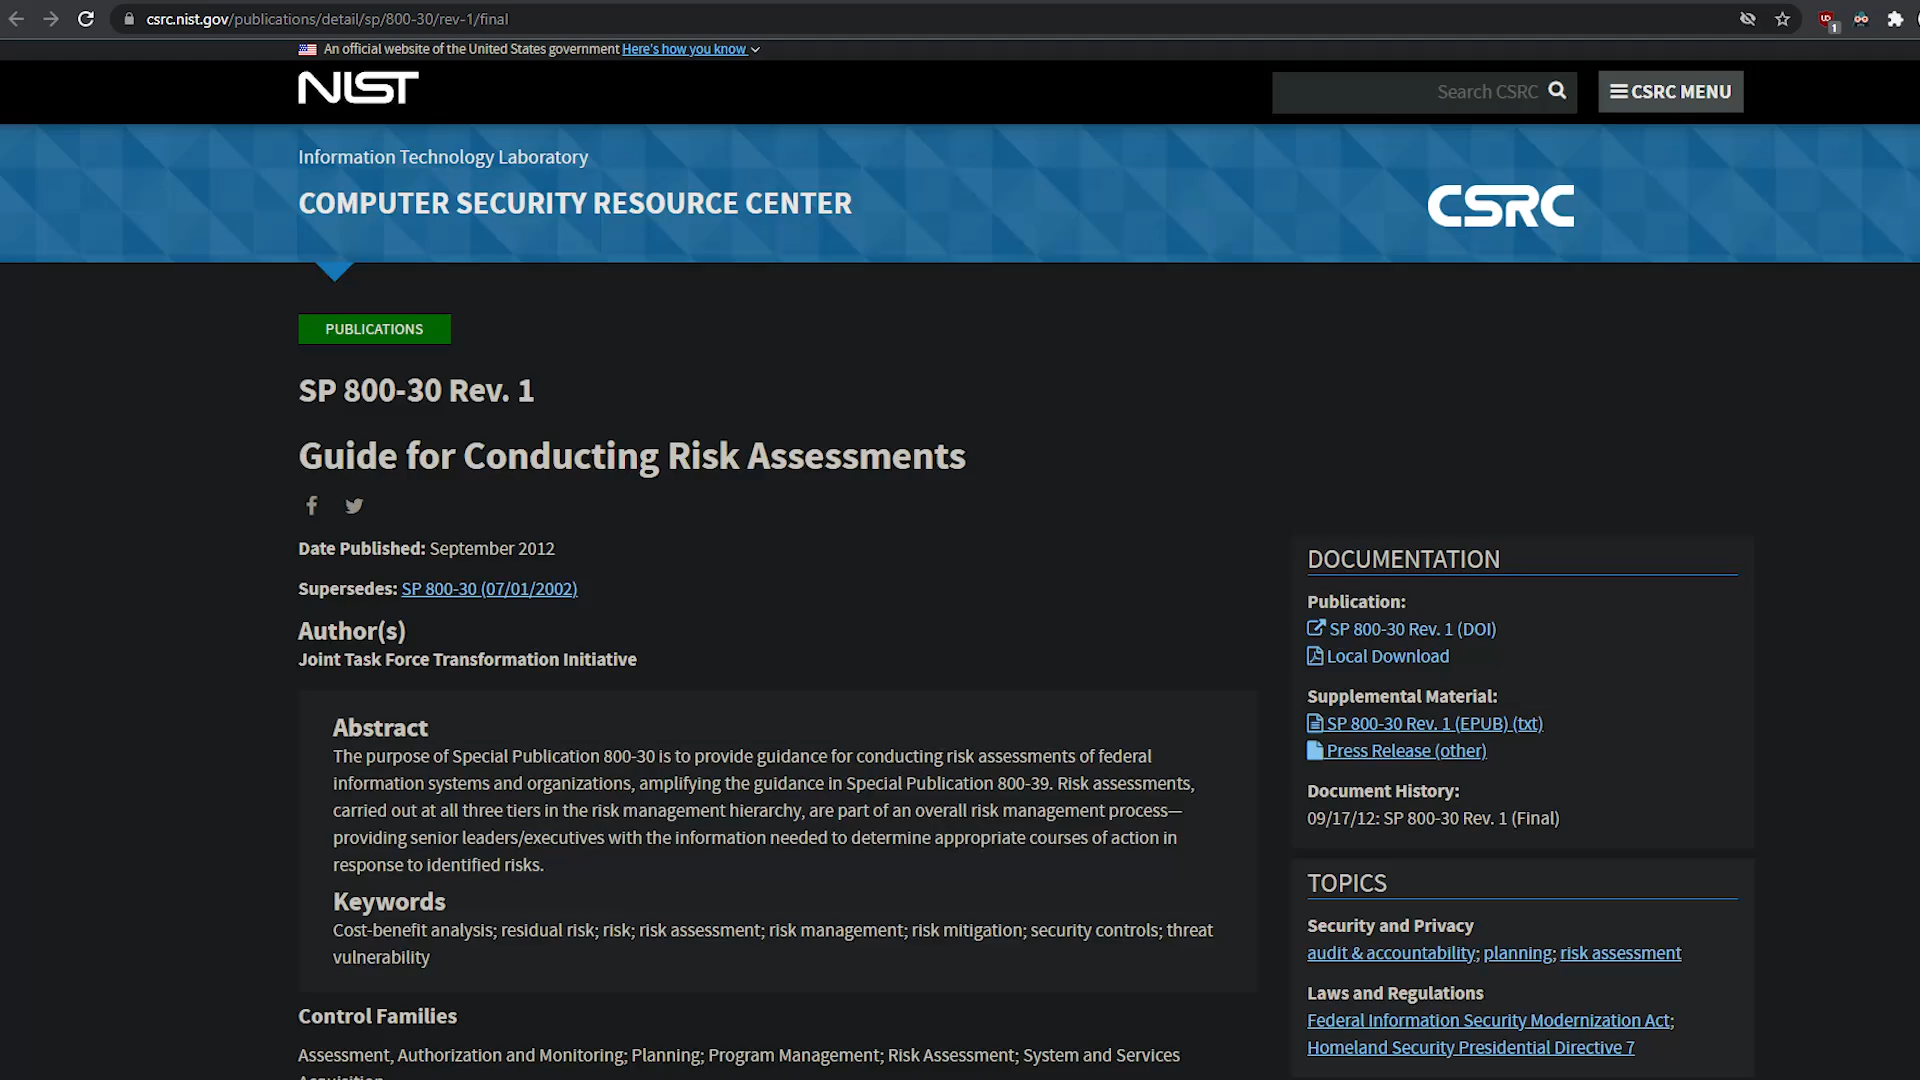 csrc.nist.gov/publications/detail/sp/800-30/rev-1/final
1
An official website of the United States government Here's how you know
NIST
Search CSRC
CSRC MENU
Information Technology Laboratory
COMPUTER SECURITY RESOURCE CENTER
CSRC
PUBLICATIONS
SP 800-30 Rev. 1
Guide for Conducting Risk Assessments
Date Published: September 2012
Supersedes: SP 800-30 (07/01/2002)
Author(s)
Joint Task Force Transformation Initiative
Abstract
The purpose of Special Publication 800-30 is to provide guidance for conducting risk assessments of federal
information systems and organizations, amplifying the guidance in Special Publication 800-39. Risk assessments,
carried out at all three tiers in the risk management hierarchy, are part of an overall risk management process—
providing senior leaders/executives with the information needed to determine appropriate courses of action in
response to identified risks.
Keywords
Cost-benefit analysis; residual risk; risk; risk assessment; risk management; risk mitigation; security controls; threat
vulnerability
Control Families
Assessment, Authorization and Monitoring; Planning; Program Management; Risk Assessment; System and Services
Acquisition
DOCUMENTATION
Publication:
SP 800-30 Rev. 1 (DOI)
Local Download
Supplemental Material:
SP 800-30 Rev. 1 (EPUB) (txt)
Press Release (other)
Document History:
09/17/12: SP 800-30 Rev. 1 (Final)
TOPICS
Security and Privacy
audit & accountability; planning; risk assessment
Laws and Regulations
Federal Information Security Modernization Act;
Homeland Security Presidential Directive 7